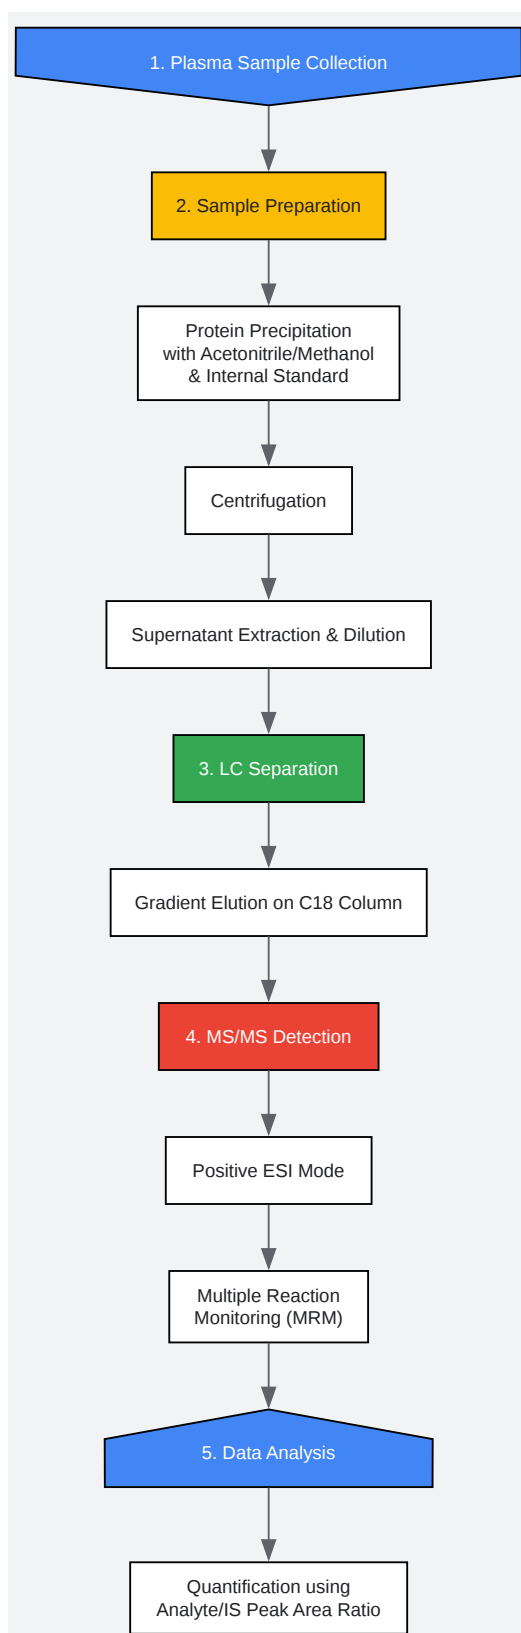 1. Plasma Sample Collection
2. Sample Preparation
Protein Precipitation
with Acetonitrile/Methanol
& Internal Standard
Centrifugation
Supernatant Extraction & Dilution
3. LC Separation
Gradient Elution on C18 Column
4. MS/MS Detection
Positive ESI Mode
Multiple Reaction
Monitoring (MRM)
5. Data Analysis
Quantification using
Analyte/IS Peak Area Ratio